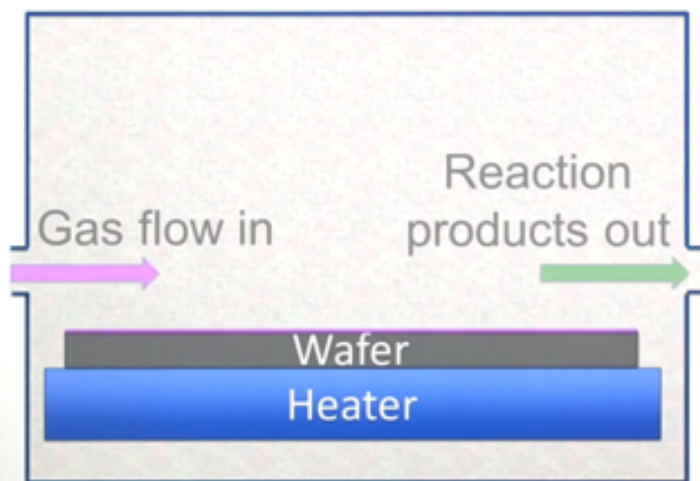 Reaction
Gas flow in
products out
Wafer
Heater